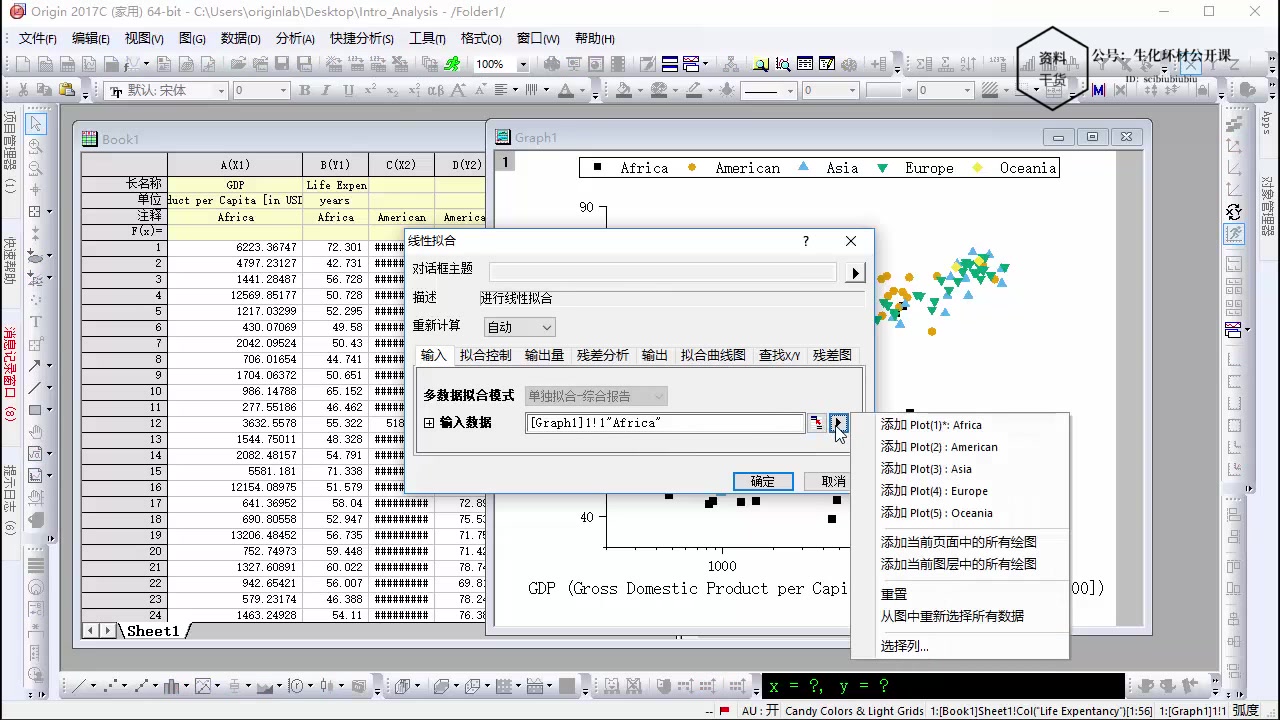 Origin 2017C (家用) 64-bit - C:\Users\originlab\Desktop\Intro_Analysis - /Folder1/
文件(F) 编辑(E) 视图(V) 图(G) 数据(D) 分析(A) 快捷分析(S) 工具(T) 格式(O) 窗口(W) 帮助(H)
资料
干货
公号：生化环材公开课
ID: scibiubiubiu
100%
默认: 宋体 0 0 0
项目管理器 (1)
快速帮助
消息记录窗口 (8)
提示日志 (6)
Apps
对象管理器
Book1
A(X1) B(Y1) C(X2) D(Y2)
长名称 GDP Life Expen
单位 duct per Capita [in USI years
注释 Africa Africa American America
F(x)=
1 6223.36747 72.301
2 4797.23127 42.731
3 56.728
4 50.728
5 1217.03299 52.295
6 430.07069 49.58
7 2042.09524 50.43
8 706.01654 44.741
9 1704.06372 50.651
10 986.14788 65.152
11 277.55186 46.462
12 3632.5578 55.322 518
13 1544.75011 48.328
14 2082.48157 54.791
15 5581.181 71.338
16 12154.08975 51.579
17 641.36952 58.04 72.8
18 690.80558 52.947 75.5
19 13206.48452 56.735 71.7
20 752.74973 59.448 71.4
21 1327.60891 60.022 78.7
22 942.65421 56.007 69.8
23 579.23174 46.388 78.2
24 1463.24928 54.11 76.3
Sheet1
Graph1
1
Africa American Asia Europe Oceania
90
40
1000
GDP (Gross Domestic Product per Capi 00])
线性拟合
对话框主题
描述 进行线性拟合
重新计算 自动
输入 拟合控制 输出量 残差分析 输出 拟合曲线图 查找X/Y 残差图
多数据拟合模式 单独拟合-综合报告
输入数据 [Graph1]1!1"Africa"
确定 取消
添加 Plot(1)*: Africa
添加 Plot(2) : American
添加 Plot(3) : Asia
添加 Plot(4) : Europe
添加 Plot(5) : Oceania
添加当前页面中的所有绘图
添加当前图层中的所有绘图
重置
从图中重新选择所有数据
选择列...
x = ?, y = ?
-- AU : 开 Candy Colors & Light Grids 1:[Book1]Sheet1!Col("Life Expentancy")[1:56] 1:[Graph1]1!1 弧度